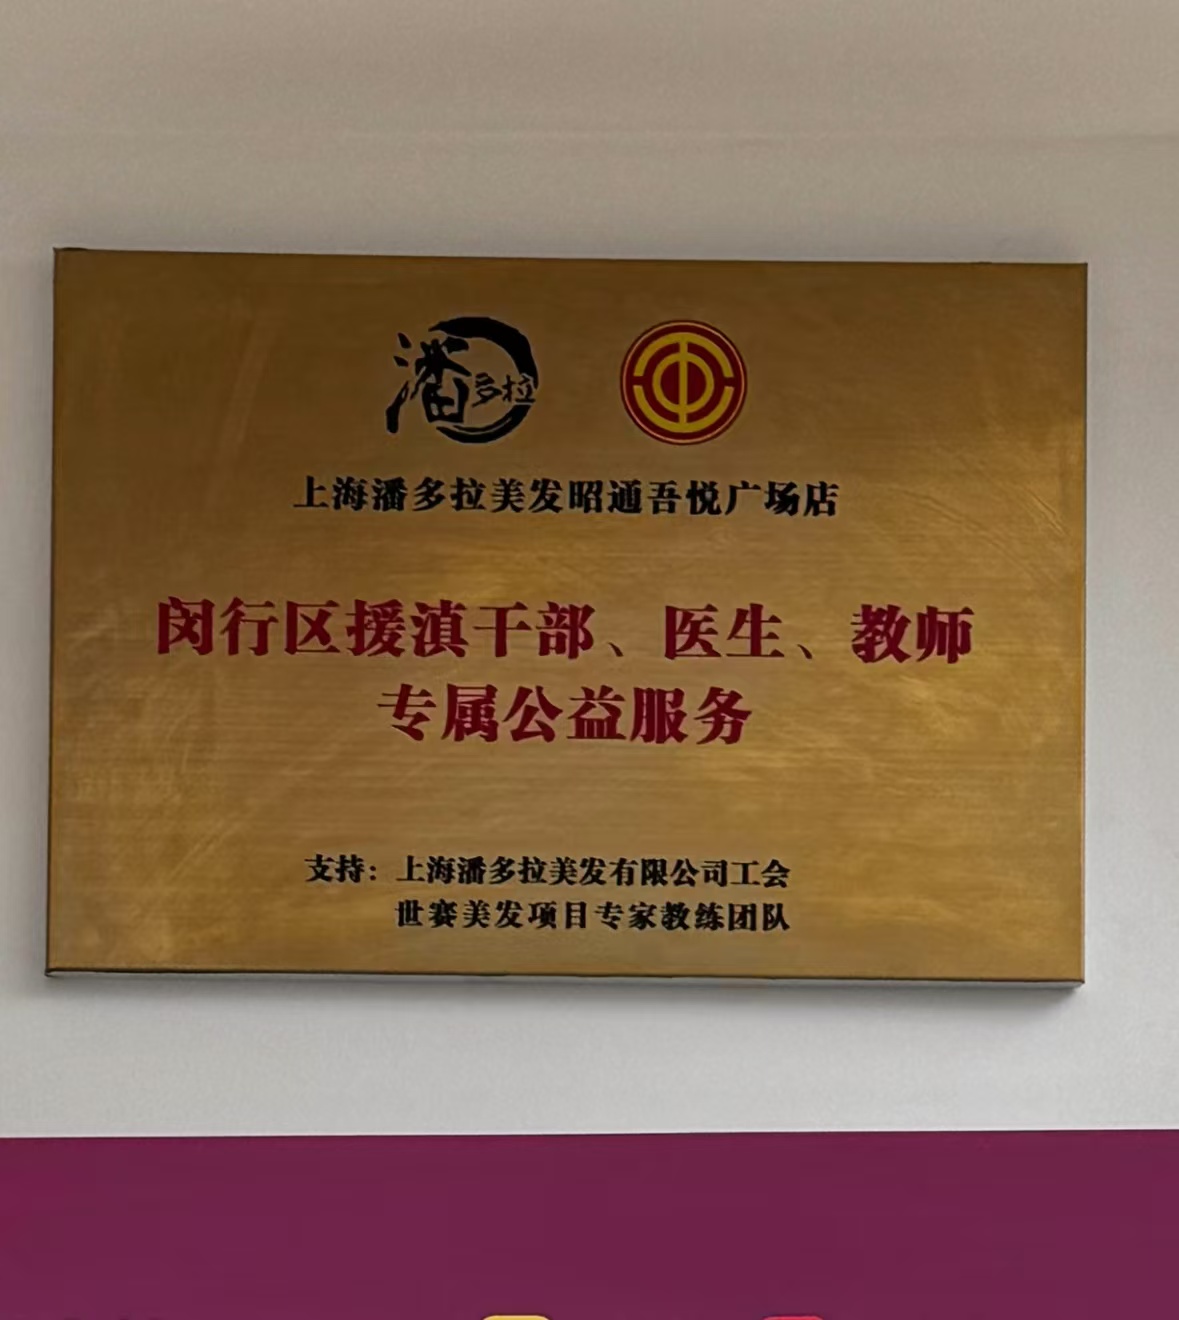 潘多拉
上海潘多拉美发昭通吾悦广场店
闵行区援滇干部、医生、教师
专属公益服务
支持：上海潘多拉美发有限公司工会
世赛美发项目专家教练团队